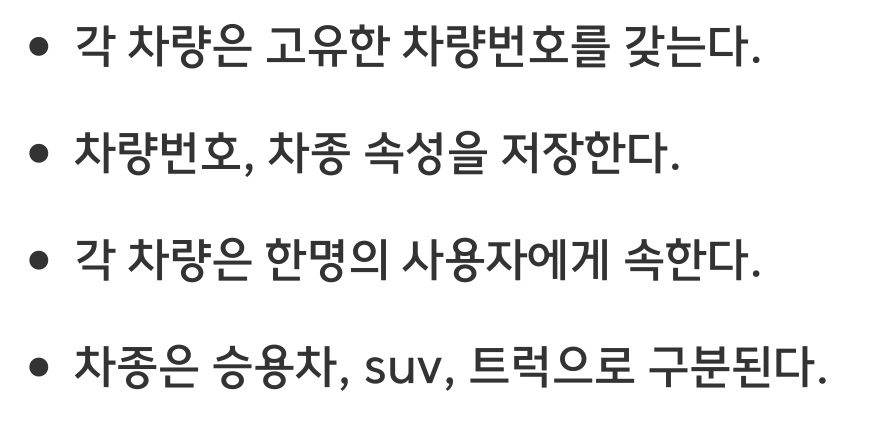 • 각 차량은 고유한 차량번호를 갖는다.
• 차량번호, 차종 속성을 저장한다.
• 각 차량은 한명의 사용자에게 속한다.
• 차종은 승용차, suv, 트럭으로 구분된다.